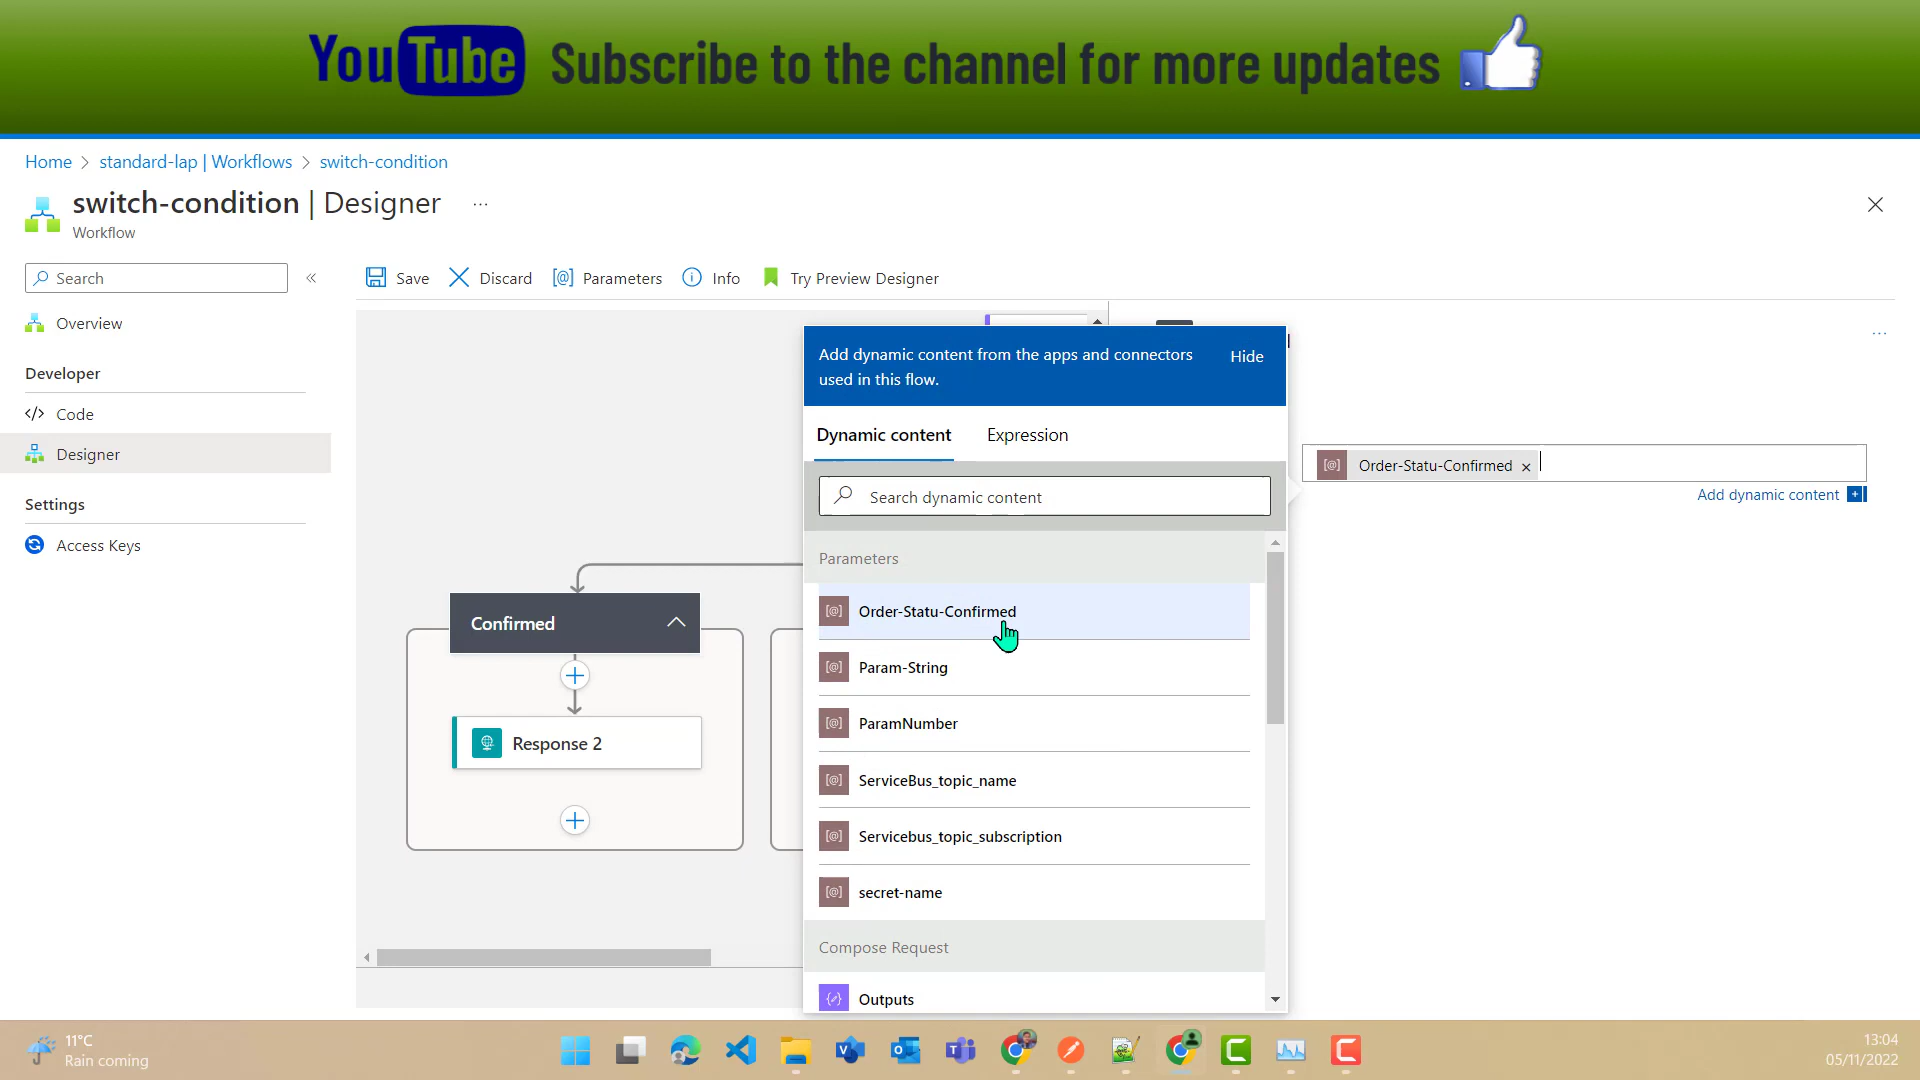 YouTube Subscribe to the channel for more updates
Home > standard-lap | Workflows > switch-condition
switch-condition | Designer ...
Workflow
Search «
Save Discard [@] Parameters Info Try Preview Designer
Overview
Developer
</> Code
Designer
Settings
Access Keys
Confirmed
Response 2
Add dynamic content from the apps and connectors
used in this flow.
Hide
Dynamic content Expression
Search dynamic content
Parameters
[@] Order-Statu-Confirmed
[@] Param-String
[@] ParamNumber
[@] ServiceBus_topic_name
[@] Servicebus_topic_subscription
[@] secret-name
Compose Request
Outputs
...
[@] Order-Statu-Confirmed ×
Add dynamic content +
11°C
Rain coming
13:04
05/11/2022